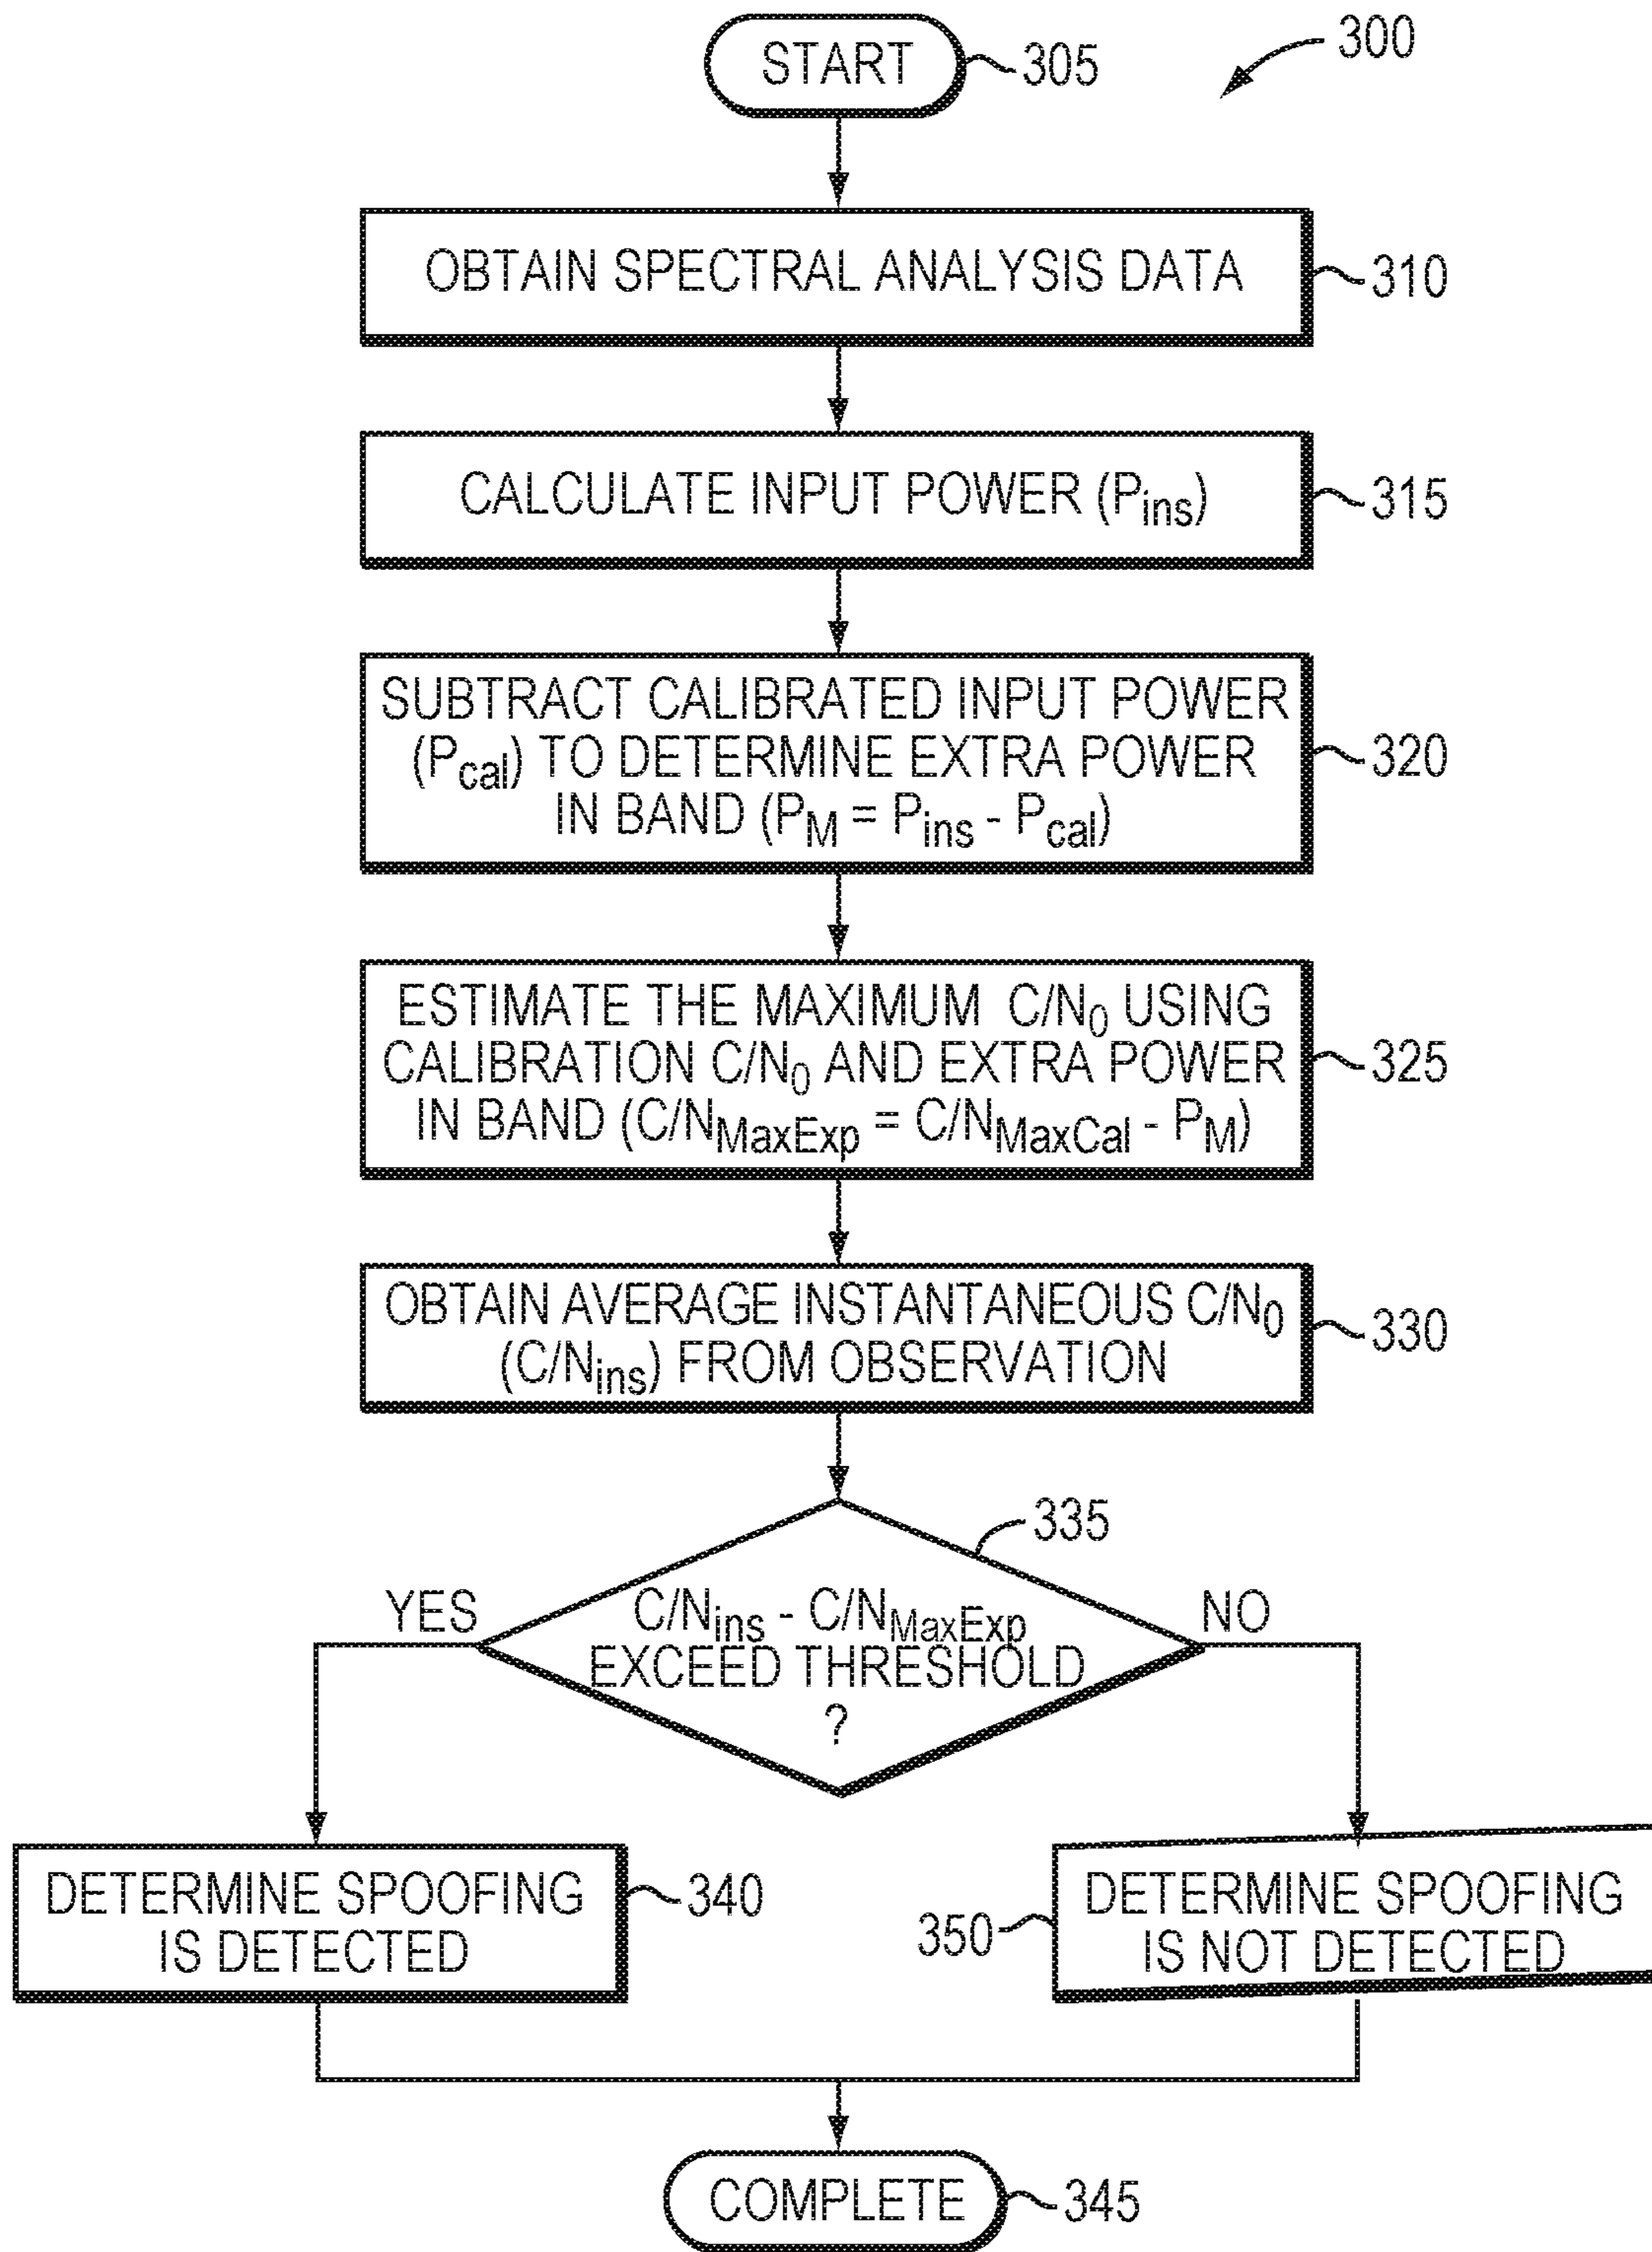 300
START
305
OBTAIN SPECTRAL ANALYSIS DATA
310
CALCULATE INPUT POWER (Pins)
315
SUBTRACT CALIBRATED INPUT POWER
(Pcal) TO DETERMINE EXTRA POWER
IN BAND (PM = Pins - Pcal)
320
ESTIMATE THE MAXIMUM C/N0 USING
CALIBRATION C/N0 AND EXTRA POWER
IN BAND (C/NMaxExp = C/NMaxCal - PM)
325
OBTAIN AVERAGE INSTANTANEOUS C/N0
(C/Nins) FROM OBSERVATION
330
335
YES
C/Nins - C/NMaxExp
EXCEED THRESHOLD
?
NO
DETERMINE SPOOFING
IS DETECTED
340
350
DETERMINE SPOOFING
IS NOT DETECTED
COMPLETE
345